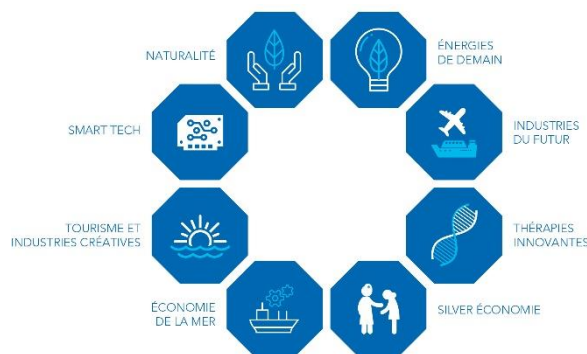 NATURALITÉ
ÉNERGIES
DE DEMAIN
SMART TECH
INDUSTRIES
DU FUTUR
TOURISME ET
INDUSTRIES CRÉATIVES
THÉRAPIES
INNOVANTES
ÉCONOMIE
DE LA MER
SILVER ÉCONOMIE